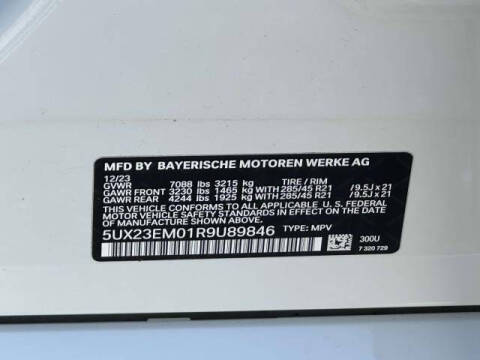 MFD BY BAYERISCHE MOTOREN WERKE AG
12/23 TIRE / RIM
GVWR 7088 lbs 3215 kg
GAWR FRONT 3230 lbs 1465 kg WITH 285/45 R21 /9.5J x 21
GAWR REAR 4244 lbs 1925 kg WITH 285/45 R21 /9.5J x 21
THIS VEHICLE CONFORMS TO ALL APPLICABLE U.S. FEDERAL
MOTOR VEHICLE SAFETY STANDARDS IN EFFECT ON THE DATE
OF MANUFACTURE SHOWN ABOVE.
5UX23EM01R9U89846 TYPE: MPV
300U
7 320 729